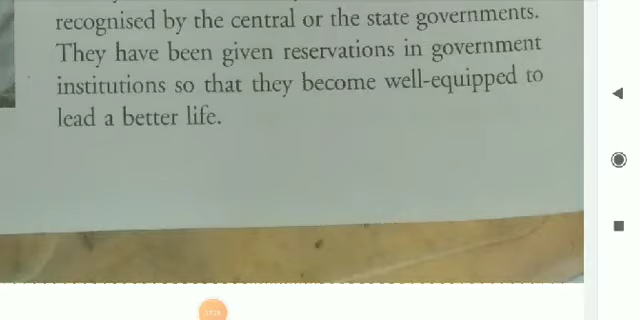 recognised by the central or the state governments.
They have been given reservations in government
institutions so that they become well-equipped to
lead a better life.